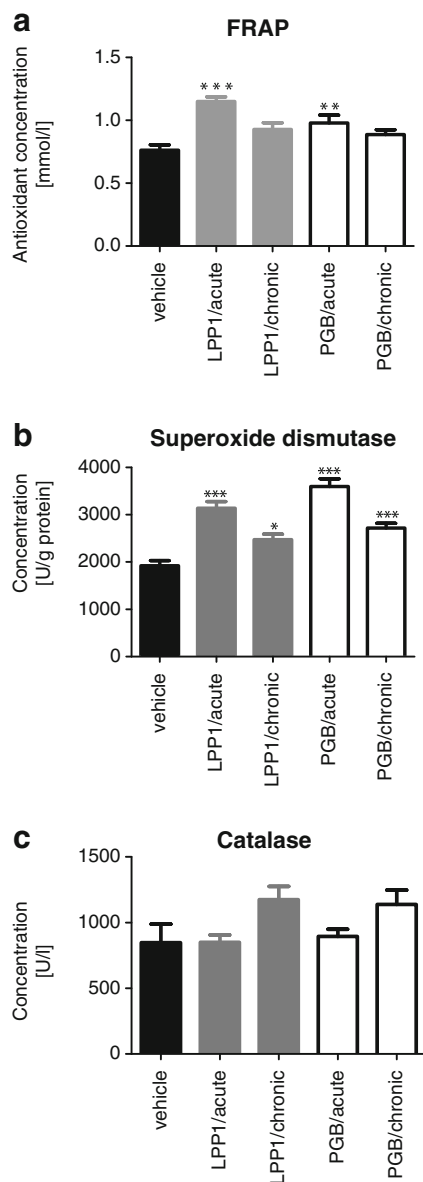 a
FRAP
Antioxidant concentration
[mmol/l]
1.5
1.0
0.5
0.0
***
**
vehicle
LPP1/acute
LPP1/chronic
PGB/acute
PGB/chronic
b
Superoxide dismutase
Concentration
[U/g protein]
4000
3000
2000
1000
0
***
*
***
***
vehicle
LPP1/acute
LPP1/chronic
PGB/acute
PGB/chronic
c
Catalase
Concentration
[U/l]
1500
1000
500
0
vehicle
LPP1/acute
LPP1/chronic
PGB/acute
PGB/chronic